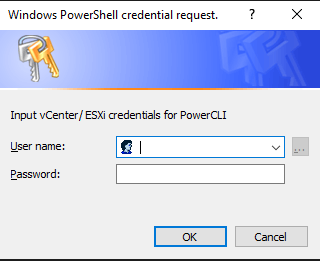 Windows PowerShell credential request.
Input vCenter/ ESXi credentials for PowerCLI
User name:
...
Password:
OK Cancel